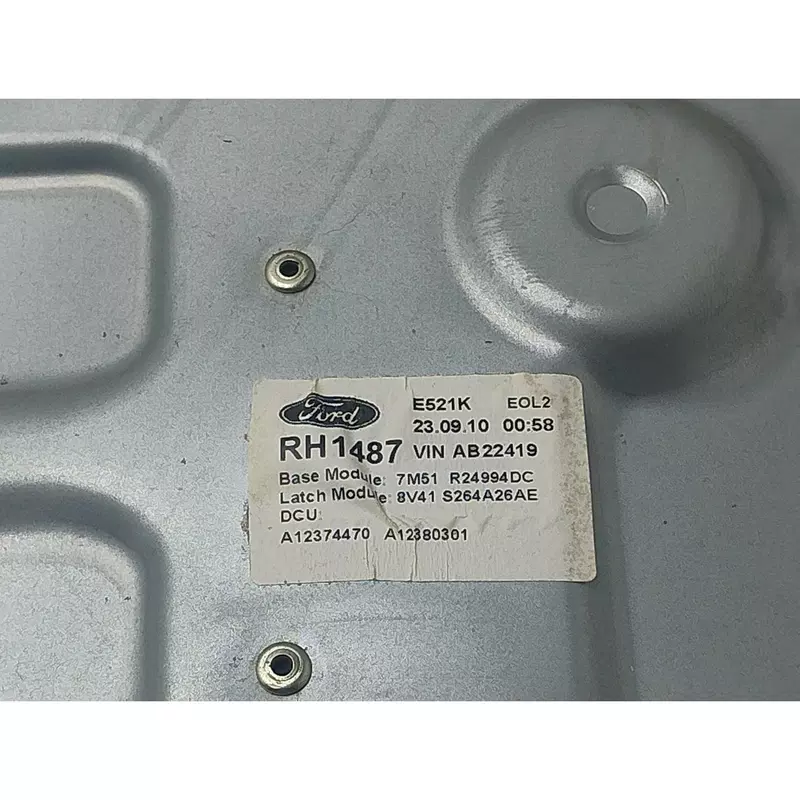 Ford E521K EOL2
23.09.10 00:58
RH1487 VIN AB22419
Base Module: 7M51 R24994DC
Latch Module: 8V41 S264A26AE
DCU:
A12374470 A12380301